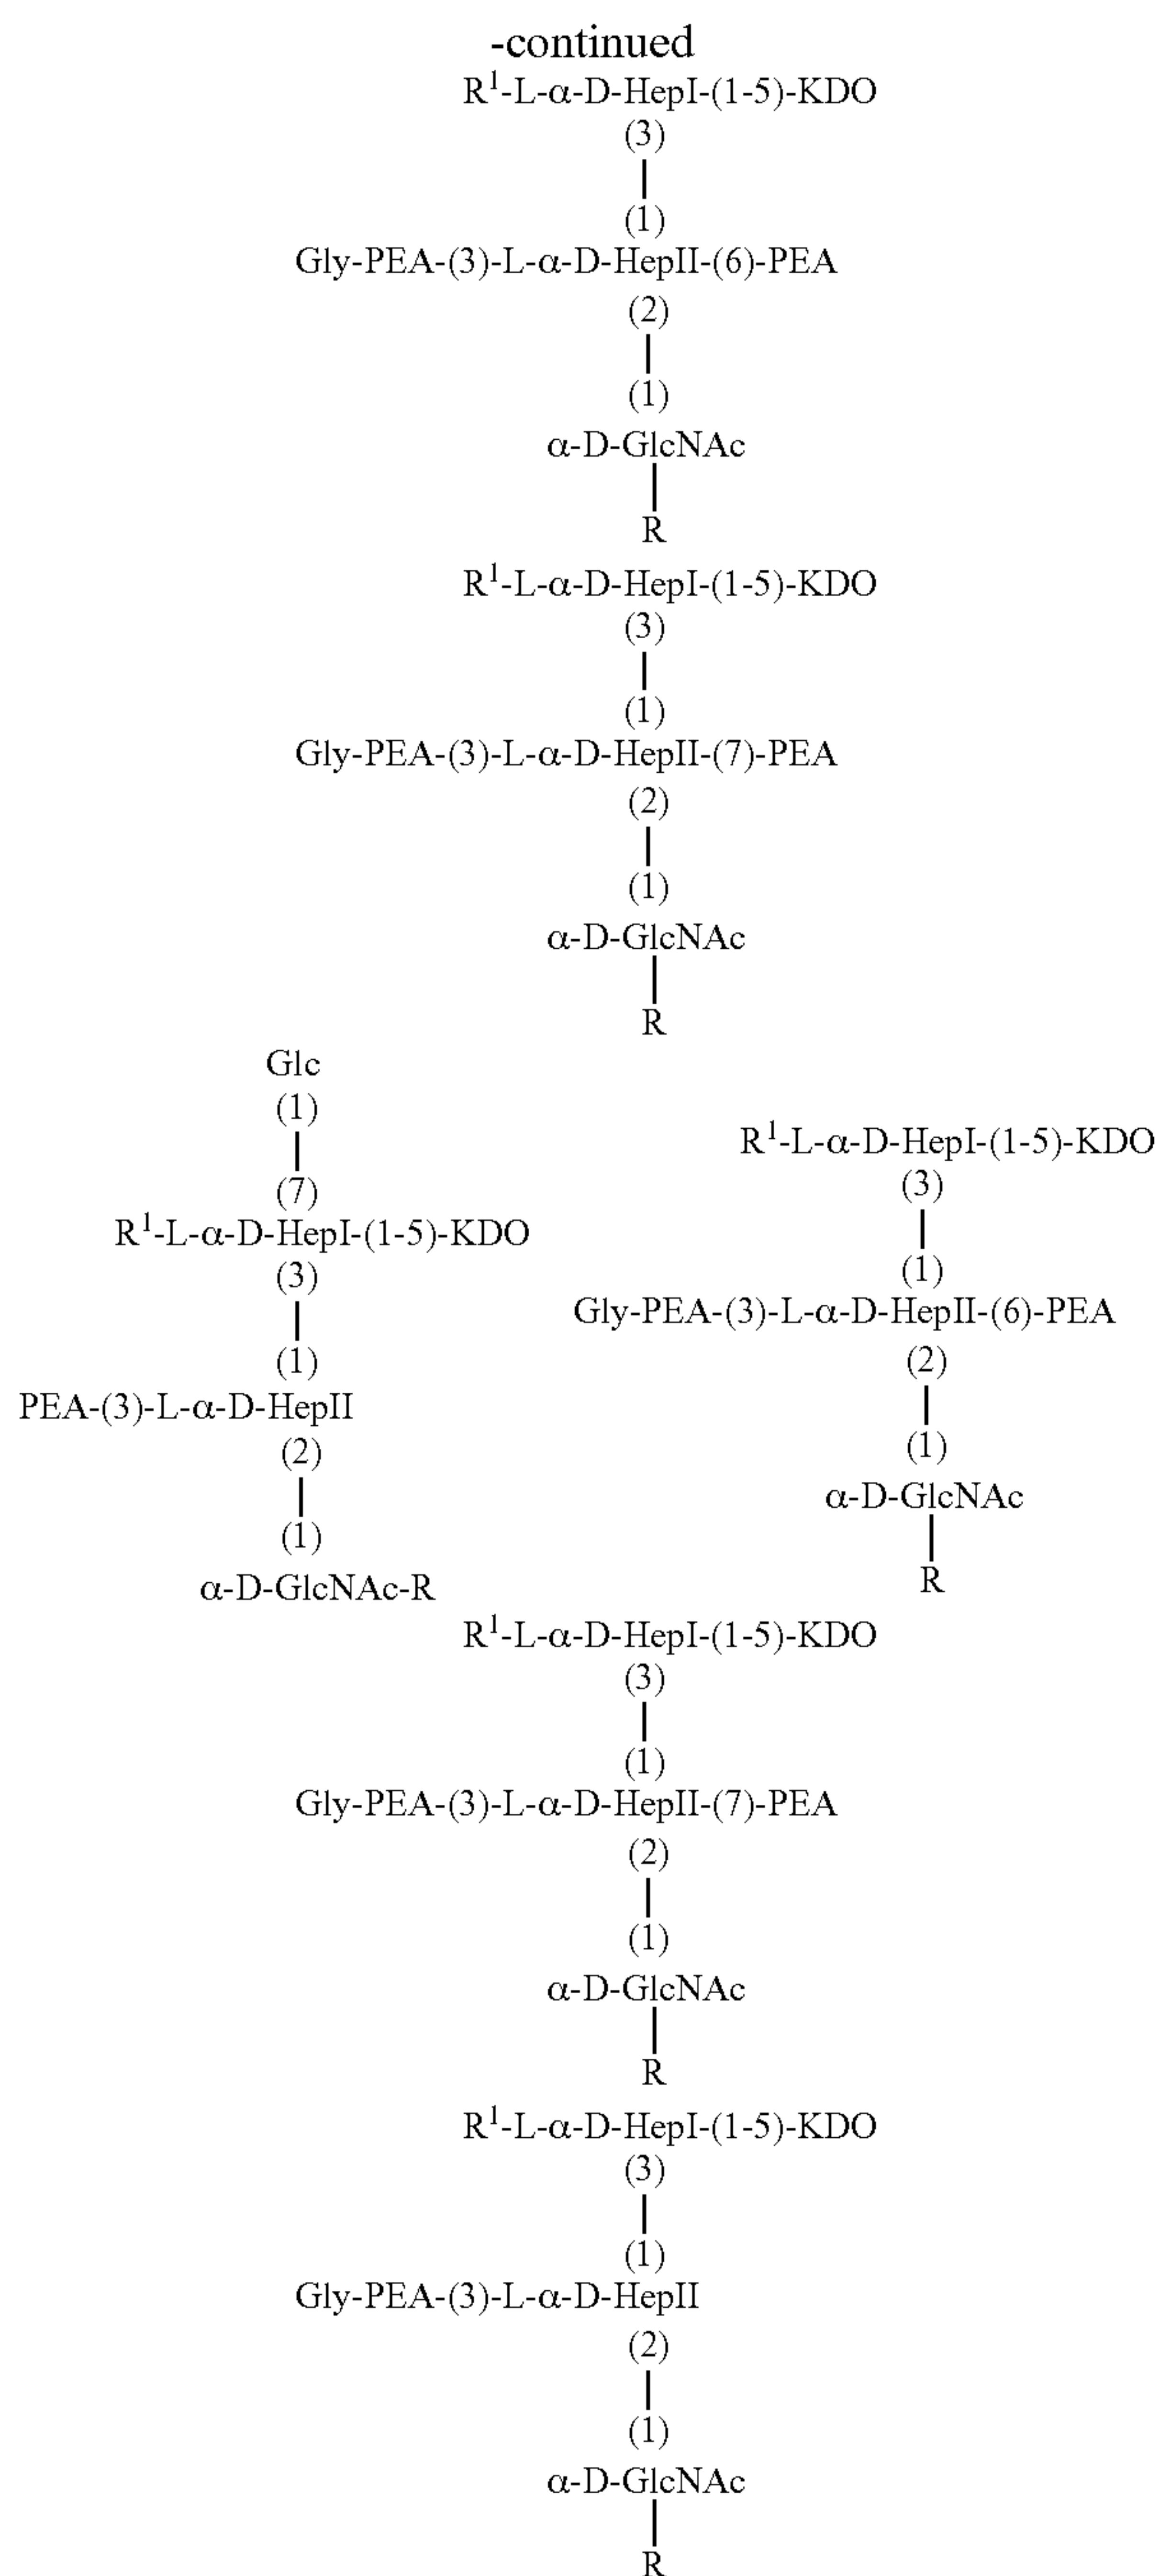 -continued
R¹-L-α-D-HepI-(1-5)-KDO
(3)
(1)
Gly-PEA-(3)-L-α-D-HepII-(6)-PEA
(2)
(1)
α-D-GlcNAc
R
R¹-L-α-D-HepI-(1-5)-KDO
(3)
(1)
Gly-PEA-(3)-L-α-D-HepII-(7)-PEA
(2)
(1)
α-D-GlcNAc
R
Glc
(1)
(7)
R¹-L-α-D-HepI-(1-5)-KDO
(3)
(1)
PEA-(3)-L-α-D-HepII
(2)
(1)
α-D-GlcNAc-R
R¹-L-α-D-HepI-(1-5)-KDO
(3)
(1)
Gly-PEA-(3)-L-α-D-HepII-(6)-PEA
(2)
(1)
α-D-GlcNAc
R
R¹-L-α-D-HepI-(1-5)-KDO
(3)
(1)
Gly-PEA-(3)-L-α-D-HepII-(7)-PEA
(2)
(1)
α-D-GlcNAc
R
R¹-L-α-D-HepI-(1-5)-KDO
(3)
(1)
Gly-PEA-(3)-L-α-D-HepII
(2)
(1)
α-D-GlcNAc
R